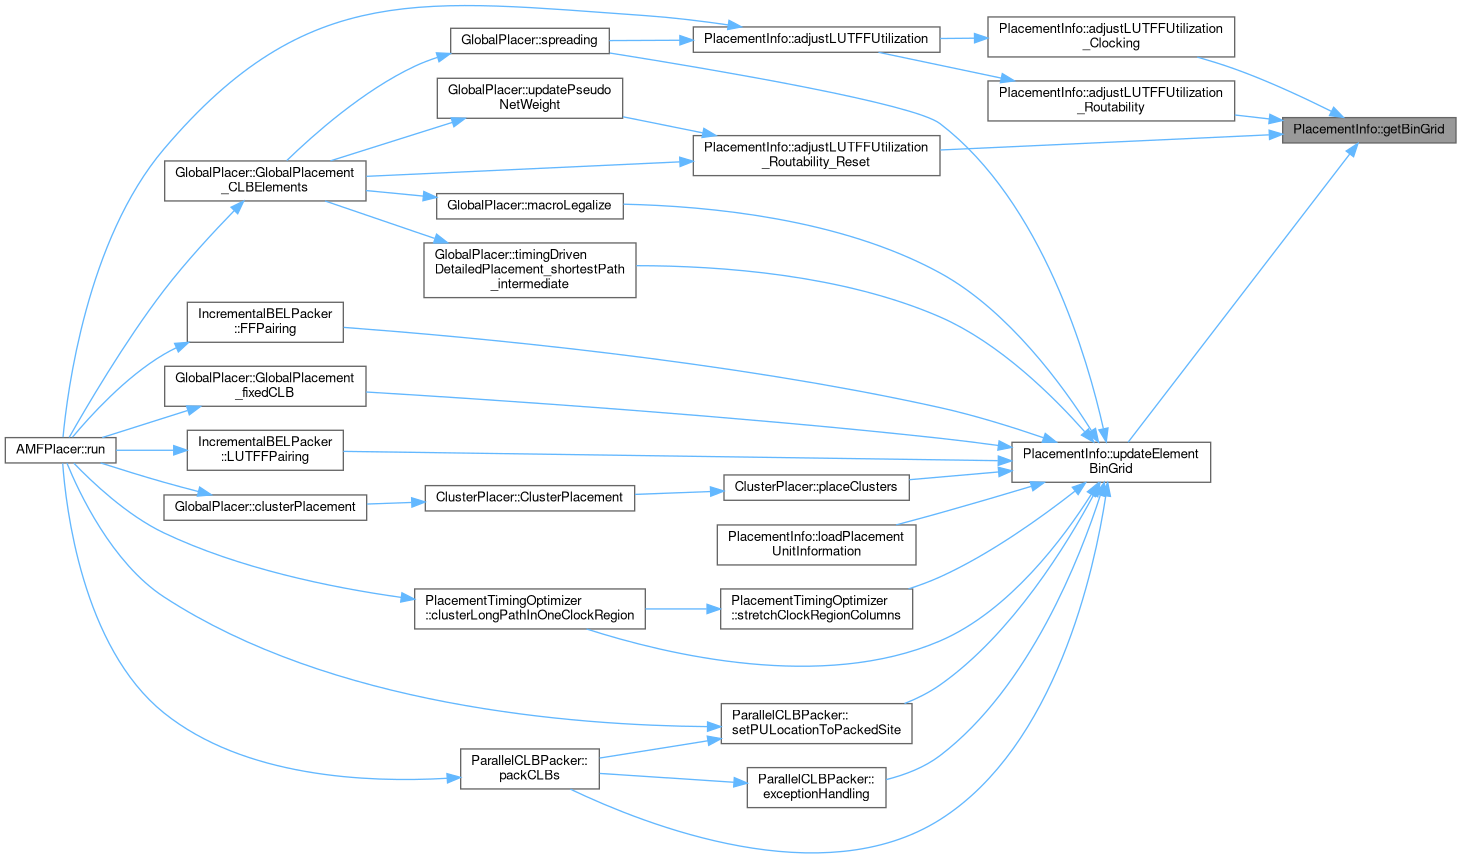 GlobalPlacer::spreading
PlacementInfo::adjustLUTFFUtilization
PlacementInfo::adjustLUTFFUtilization
_Clocking
GlobalPlacer::updatePseudo
NetWeight
PlacementInfo::adjustLUTFFUtilization
_Routability
PlacementInfo::getBinGrid
PlacementInfo::adjustLUTFFUtilization
_Routability_Reset
GlobalPlacer::GlobalPlacement
_CLBElements
GlobalPlacer::macroLegalize
GlobalPlacer::timingDriven
DetailedPlacement_shortestPath
_intermediate
IncrementalBELPacker
::FFPairing
GlobalPlacer::GlobalPlacement
_fixedCLB
AMFPlacer::run
IncrementalBELPacker
::LUTFFPairing
PlacementInfo::updateElement
BinGrid
GlobalPlacer::clusterPlacement
ClusterPlacer::ClusterPlacement
ClusterPlacer::placeClusters
PlacementInfo::loadPlacement
UnitInformation
PlacementTimingOptimizer
::clusterLongPathInOneClockRegion
PlacementTimingOptimizer
::stretchClockRegionColumns
ParallelCLBPacker::
setPULocationToPackedSite
ParallelCLBPacker::
packCLBs
ParallelCLBPacker::
exceptionHandling